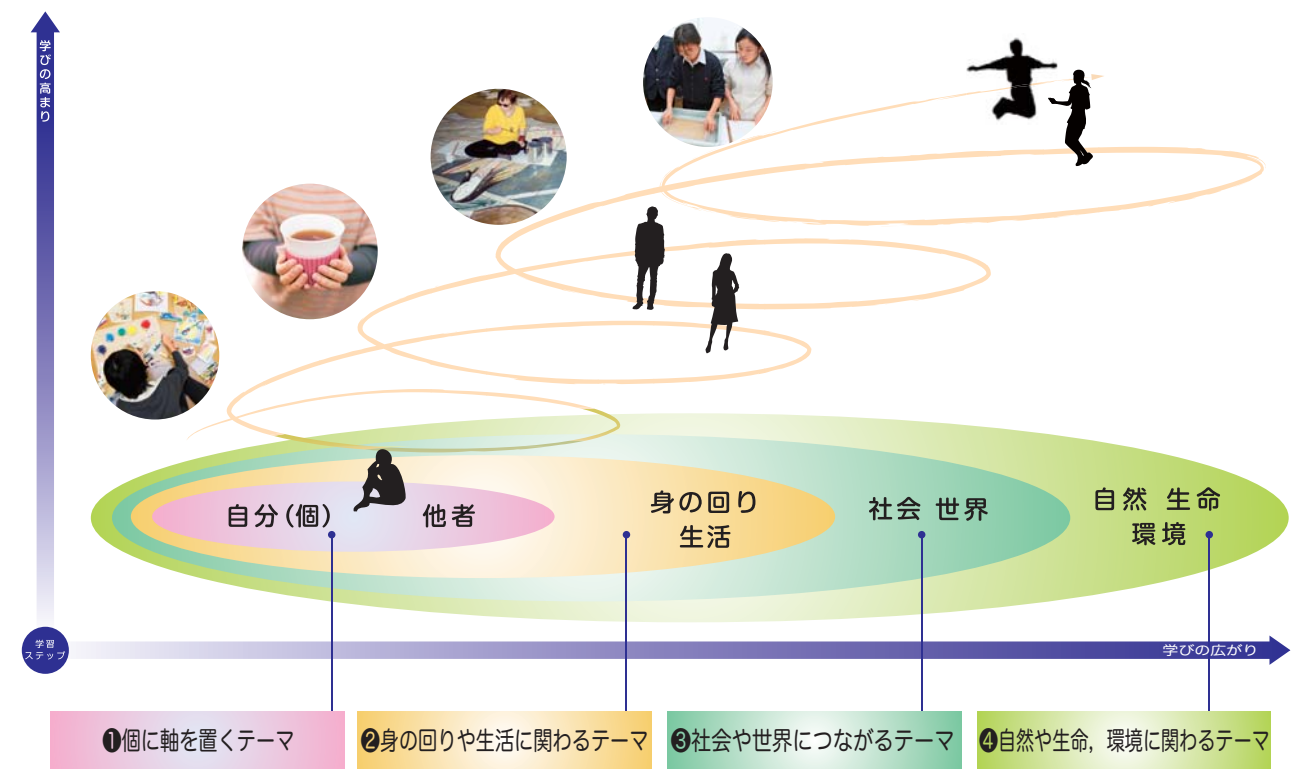 学びの高まり
自分(個)
他者
身の回り
生活
社会 世界
自然 生命
環境
学習
ステップ
学びの広がり
❶個に軸を置くテーマ
❷身の回りや生活に関わるテーマ
❸社会や世界につながるテーマ
❹自然や生命，環境に関わるテーマ